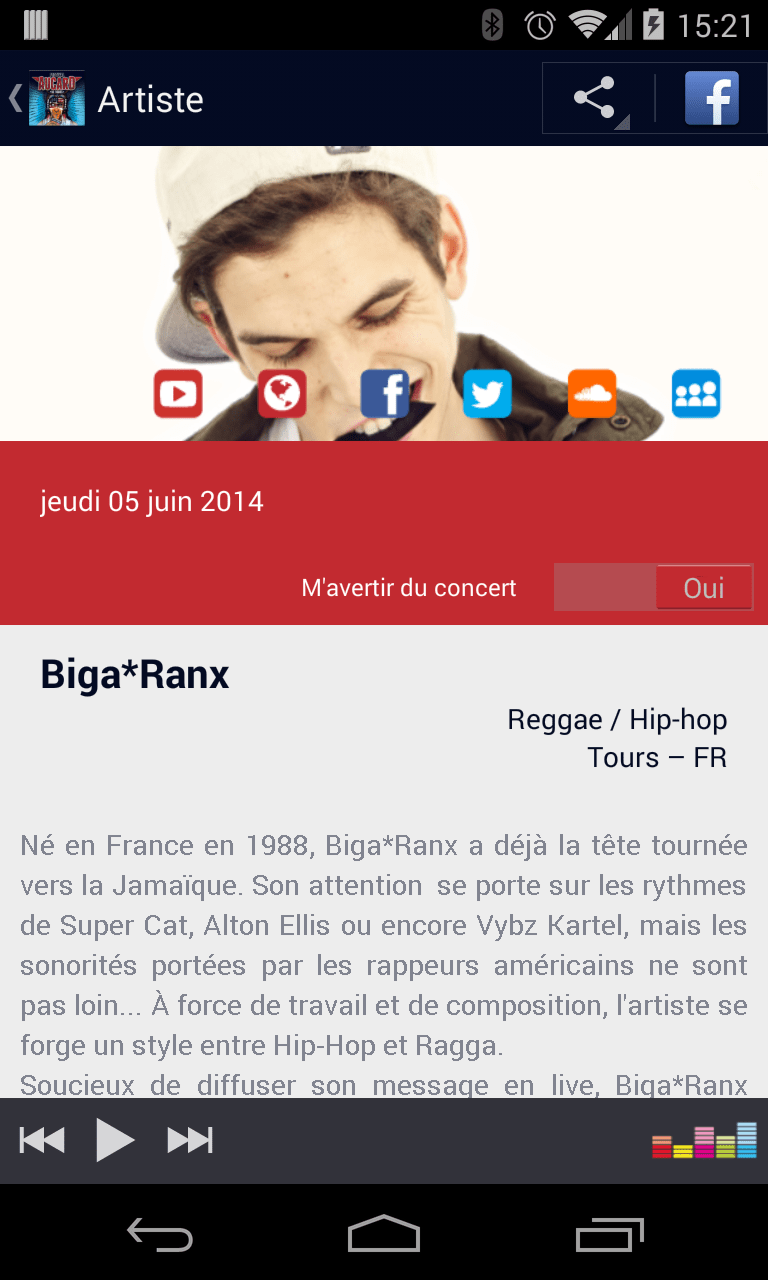 15:21
Artiste
jeudi 05 juin 2014
M'avertir du concert
Oui
Biga*Ranx
Reggae / Hip-hop
Tours – FR
Né en France en 1988, Biga*Ranx a déjà la tête tournée
vers la Jamaïque. Son attention se porte sur les rythmes
de Super Cat, Alton Ellis ou encore Vybz Kartel, mais les
sonorités portées par les rappeurs américains ne sont
pas loin... À force de travail et de composition, l'artiste se
forge un style entre Hip-Hop et Ragga.
Soucieux de diffuser son message en live, Biga*Ranx